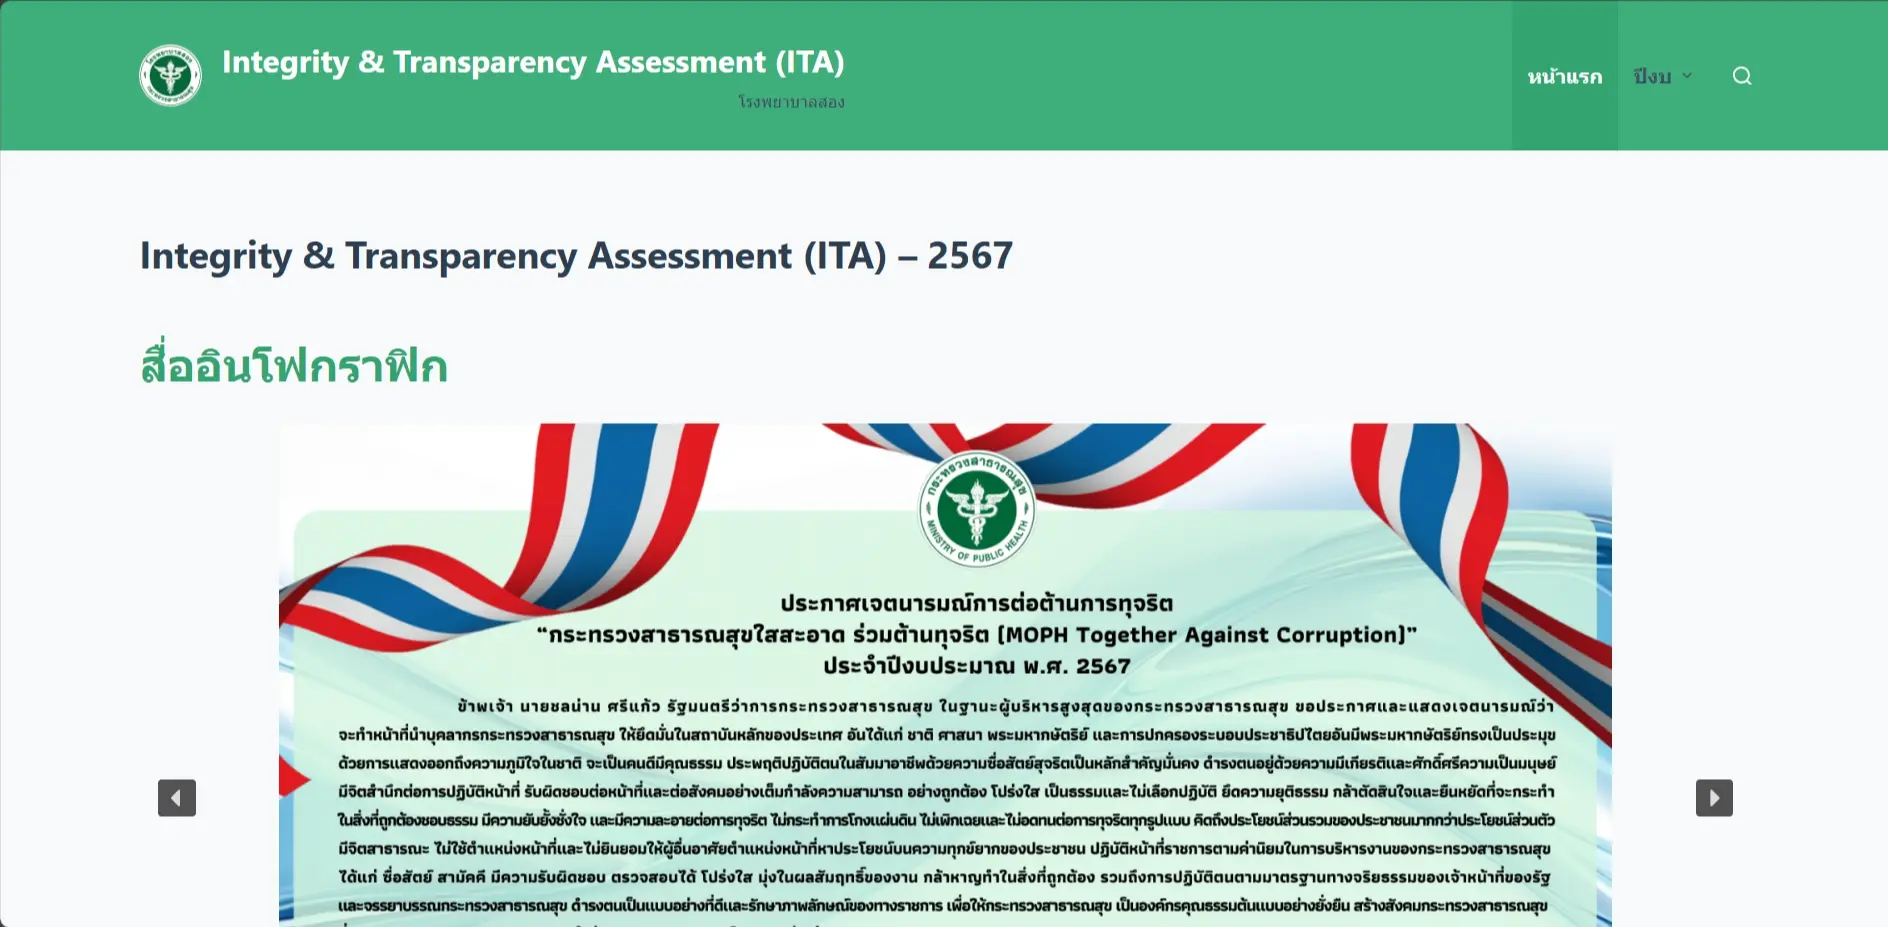 Integrity & Transparency Assessment (ITA)
โรงพยาบาลสอง
หน้าแรก
ปีงบ
Integrity & Transparency Assessment (ITA) – 2567
สื่ออินโฟกราฟิก
กระทรวงสาธารณสุข
MINISTRY OF PUBLIC HEALTH
ประกาศเจตนารมณ์การต่อต้านการทุจริต
“กระทรวงสาธารณสุขใสสะอาด ร่วมต้านทุจริต (MOPH Together Against Corruption)”
ประจำปีงบประมาณ พ.ศ. 2567
ข้าพเจ้า นายชลน่าน ศรีแก้ว รัฐมนตรีว่าการกระทรวงสาธารณสุข ในฐานะผู้บริหารสูงสุดของกระทรวงสาธารณสุข ขอประกาศและแสดงเจตนารมณ์ว่า
จะทำหน้าที่นำบุคลากรกระทรวงสาธารณสุข ให้ยึดมั่นในสถาบันหลักของประเทศ อันได้แก่ ชาติ ศาสนา พระมหากษัตริย์ และการปกครองระบอบประชาธิปไตยอันมีพระมหากษัตริย์ทรงเป็นประมุข
ด้วยการแสดงออกถึงความภูมิใจในชาติ จะเป็นคนดีมีคุณธรรม ประพฤติปฏิบัติตนในสัมมาอาชีพด้วยความซื่อสัตย์สุจริตเป็นหลักสำคัญมั่นคง ดำรงตนอยู่ด้วยความมีเกียรติและศักดิ์ศรีความเป็นมนุษย์
มีจิตสำนึกต่อการปฏิบัติหน้าที่ รับผิดชอบต่อหน้าที่และต่อสังคมอย่างเต็มกำลังความสามารถ อย่างถูกต้อง โปร่งใส เป็นธรรมและไม่เลือกปฏิบัติ ยึดความยุติธรรม กล้าตัดสินใจและยืนหยัดที่จะกระทำ
ในสิ่งที่ถูกต้องชอบธรรม มีความยับยั้งชั่งใจ และมีความละอายต่อการทุจริต ไม่กระทำการโกงแผ่นดิน ไม่เพิกเฉยและไม่อดทนต่อการทุจริตทุกรูปแบบ คิดถึงประโยชน์ส่วนรวมของประชาชนมากกว่าประโยชน์ส่วนตัว
มีจิตสาธารณะ ไม่ใช้ตำแหน่งหน้าที่และไม่ยินยอมให้ผู้อื่นอาศัยตำแหน่งหน้าที่หาประโยชน์บนความทุกข์ยากของประชาชน ปฏิบัติหน้าที่ราชการตามค่านิยมในการบริหารงานของกระทรวงสาธารณสุข
ได้แก่ ซื่อสัตย์ สามัคคี มีความรับผิดชอบ ตรวจสอบได้ โปร่งใส มุ่งในผลสัมฤทธิ์ของงาน กล้าหาญทำในสิ่งที่ถูกต้อง รวมถึงการปฏิบัติตนตามมาตรฐานทางจริยธรรมของเจ้าหน้าที่ของรัฐ
และจรรยาบรรณกระทรวงสาธารณสุข ดำรงตนเป็นแบบอย่างที่ดีและรักษาภาพลักษณ์ของทางราชการ เพื่อให้กระทรวงสาธารณสุข เป็นองค์กรคุณธรรมต้นแบบอย่างยั่งยืน สร้างสังคมกระทรวงสาธารณสุข